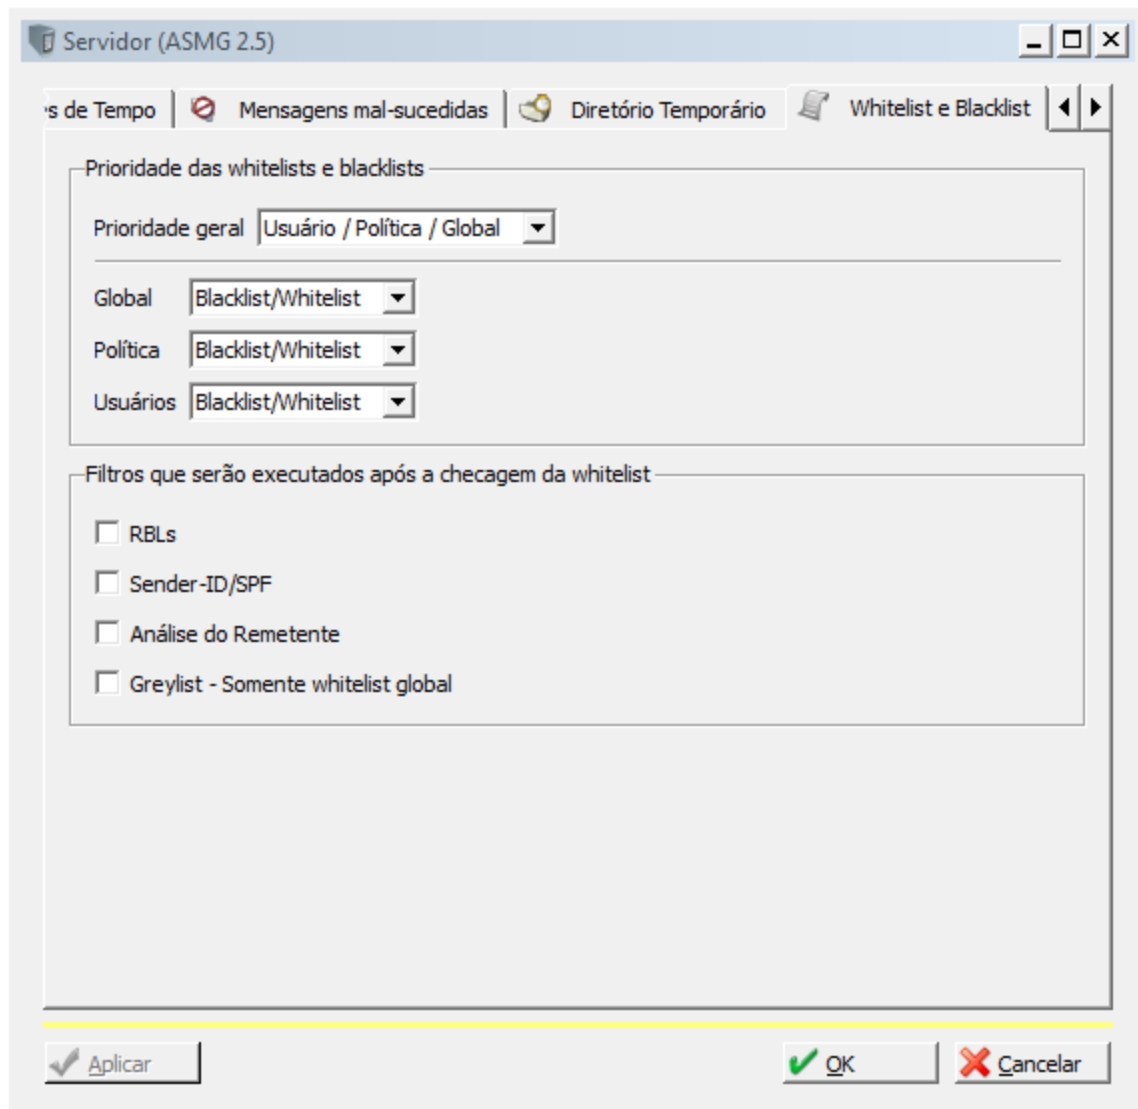 Servidor (ASMG 2.5)
s de Tempo
Mensagens mal-sucedidas
Diretório Temporário
Whitelist e Blacklist
Prioridade das whitelists e blacklists
Prioridade geral Usuário / Política / Global
Global Blacklist/Whitelist
Política Blacklist/Whitelist
Usuários Blacklist/Whitelist
Filtros que serão executados após a checagem da whitelist
RBLs
Sender-ID/SPF
Análise do Remetente
Greylist - Somente whitelist global
Aplicar
OK
Cancelar